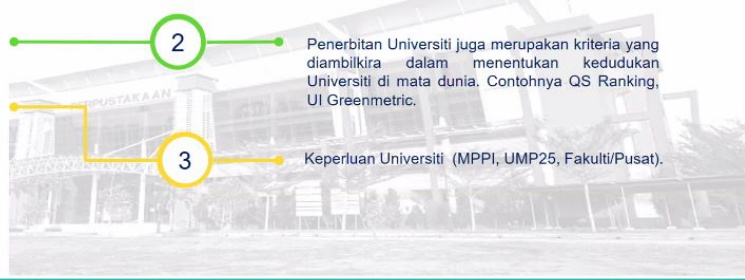 2
Penerbitan Universiti juga merupakan kriteria yang
diambilkira dalam menentukan kedudukan
Universiti di mata dunia. Contohnya QS Ranking,
UI Greenmetric.
PERPUSTAKAAN
3
Keperluan Universiti (MPPI, UMP25, Fakulti/Pusat).